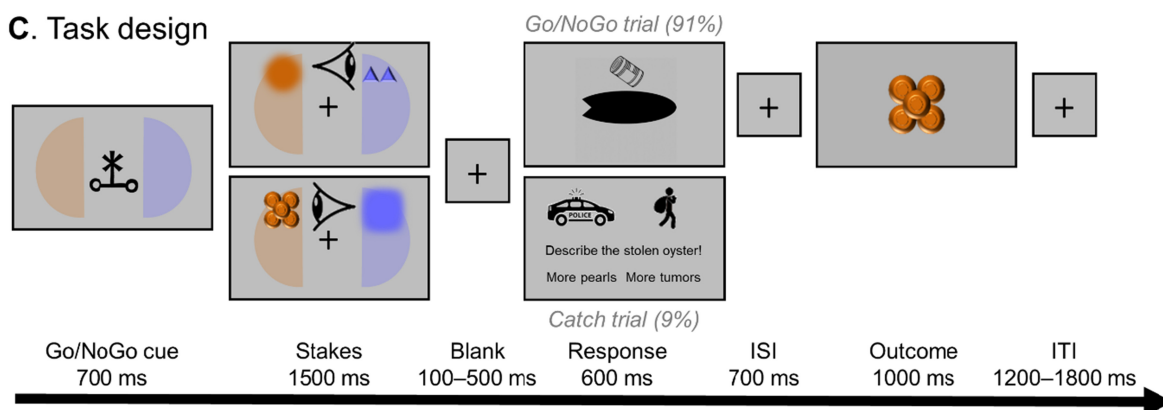 C. Task design
Go/NoGo trial (91%)
POLICE
Describe the stolen oyster!
More pearls More tumors
Catch trial (9%)
Go/NoGo cue
700 ms
Stakes
1500 ms
Blank
100–500 ms
Response
600 ms
ISI
700 ms
Outcome
1000 ms
ITI
1200–1800 ms